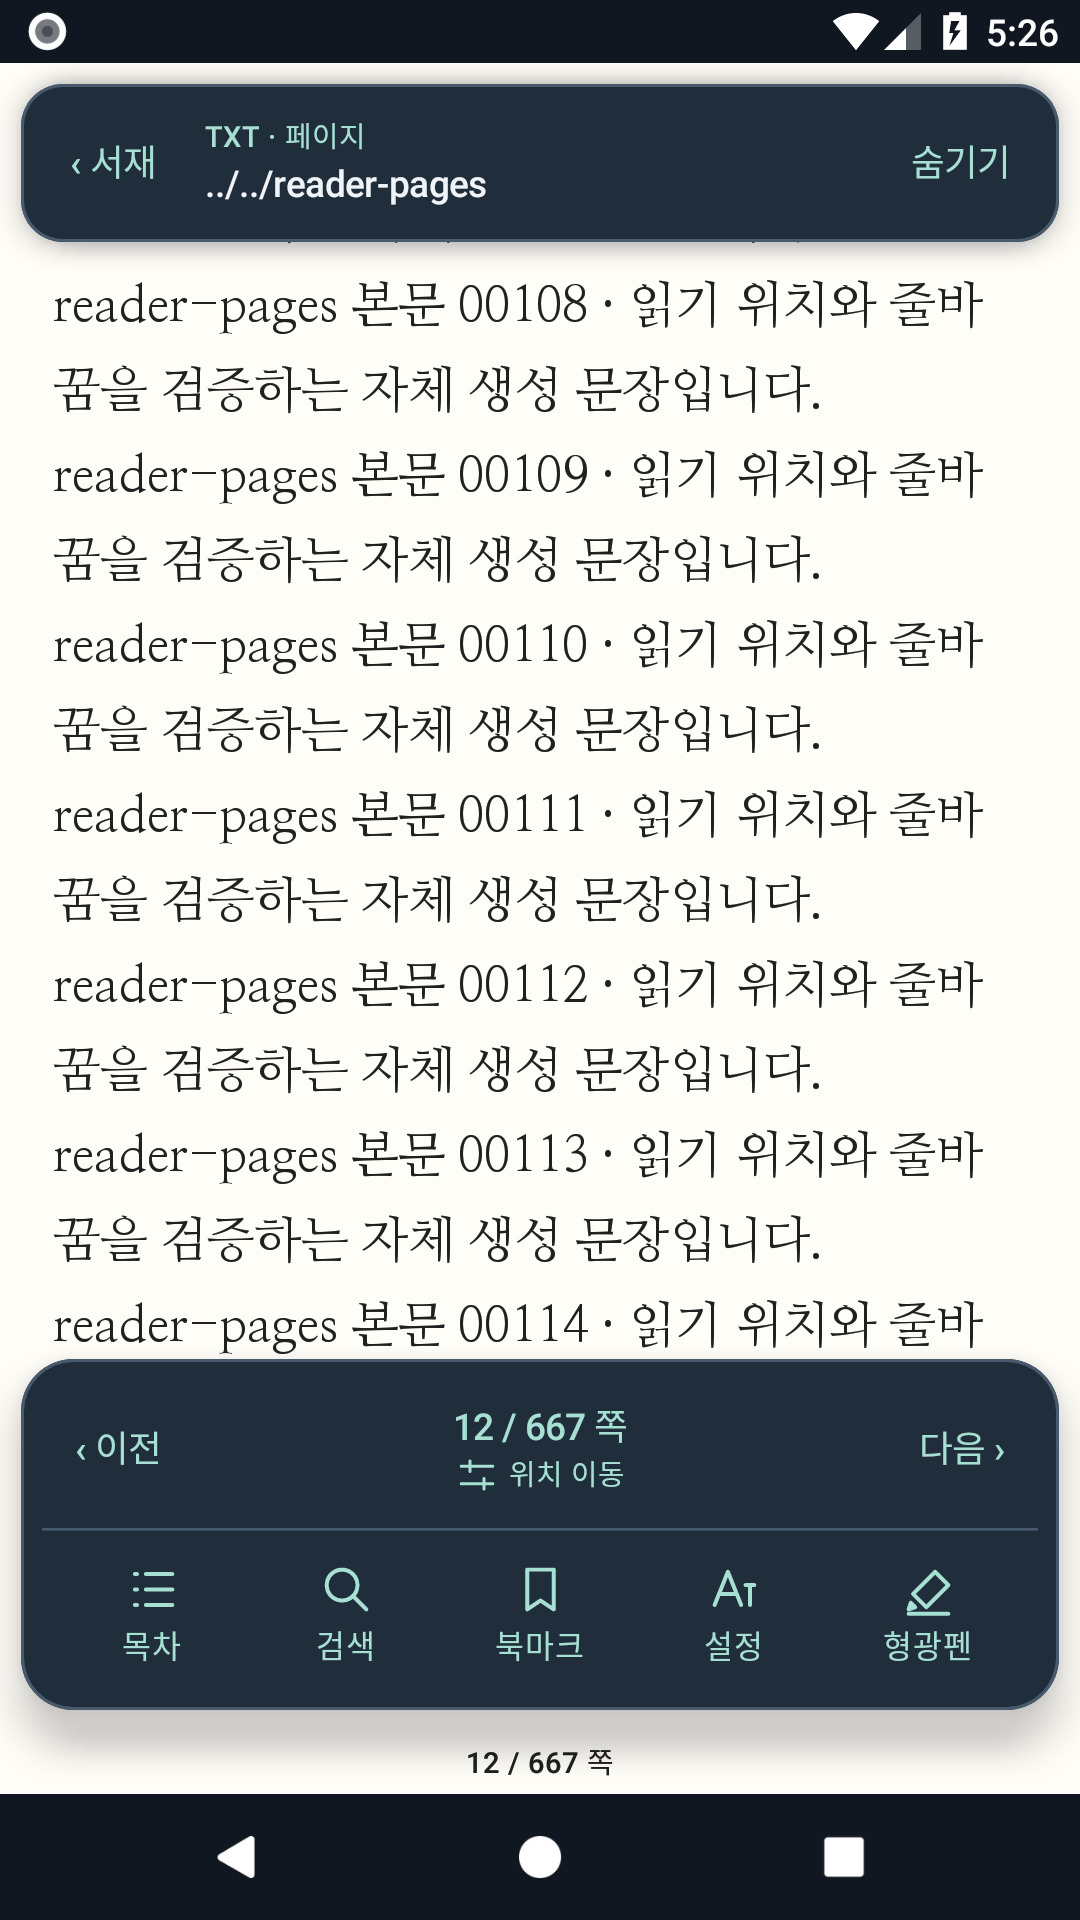 5:26
‹ 서재
TXT · 페이지
../../reader-pages
숨기기
reader-pages 본문 00108 · 읽기 위치와 줄바
꿈을 검증하는 자체 생성 문장입니다.
reader-pages 본문 00109 · 읽기 위치와 줄바
꿈을 검증하는 자체 생성 문장입니다.
reader-pages 본문 00110 · 읽기 위치와 줄바
꿈을 검증하는 자체 생성 문장입니다.
reader-pages 본문 00111 · 읽기 위치와 줄바
꿈을 검증하는 자체 생성 문장입니다.
reader-pages 본문 00112 · 읽기 위치와 줄바
꿈을 검증하는 자체 생성 문장입니다.
reader-pages 본문 00113 · 읽기 위치와 줄바
꿈을 검증하는 자체 생성 문장입니다.
reader-pages 본문 00114 · 읽기 위치와 줄바
‹ 이전
12 / 667 쪽
위치 이동
다음 ›
목차
검색
북마크
설정
형광펜
12 / 667 쪽